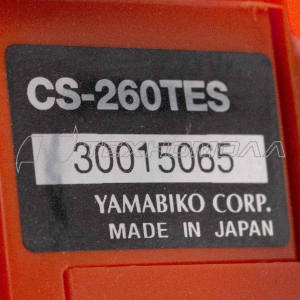 CS-260TES
30015065
YAMABIKO CORP.
MADE IN JAPAN